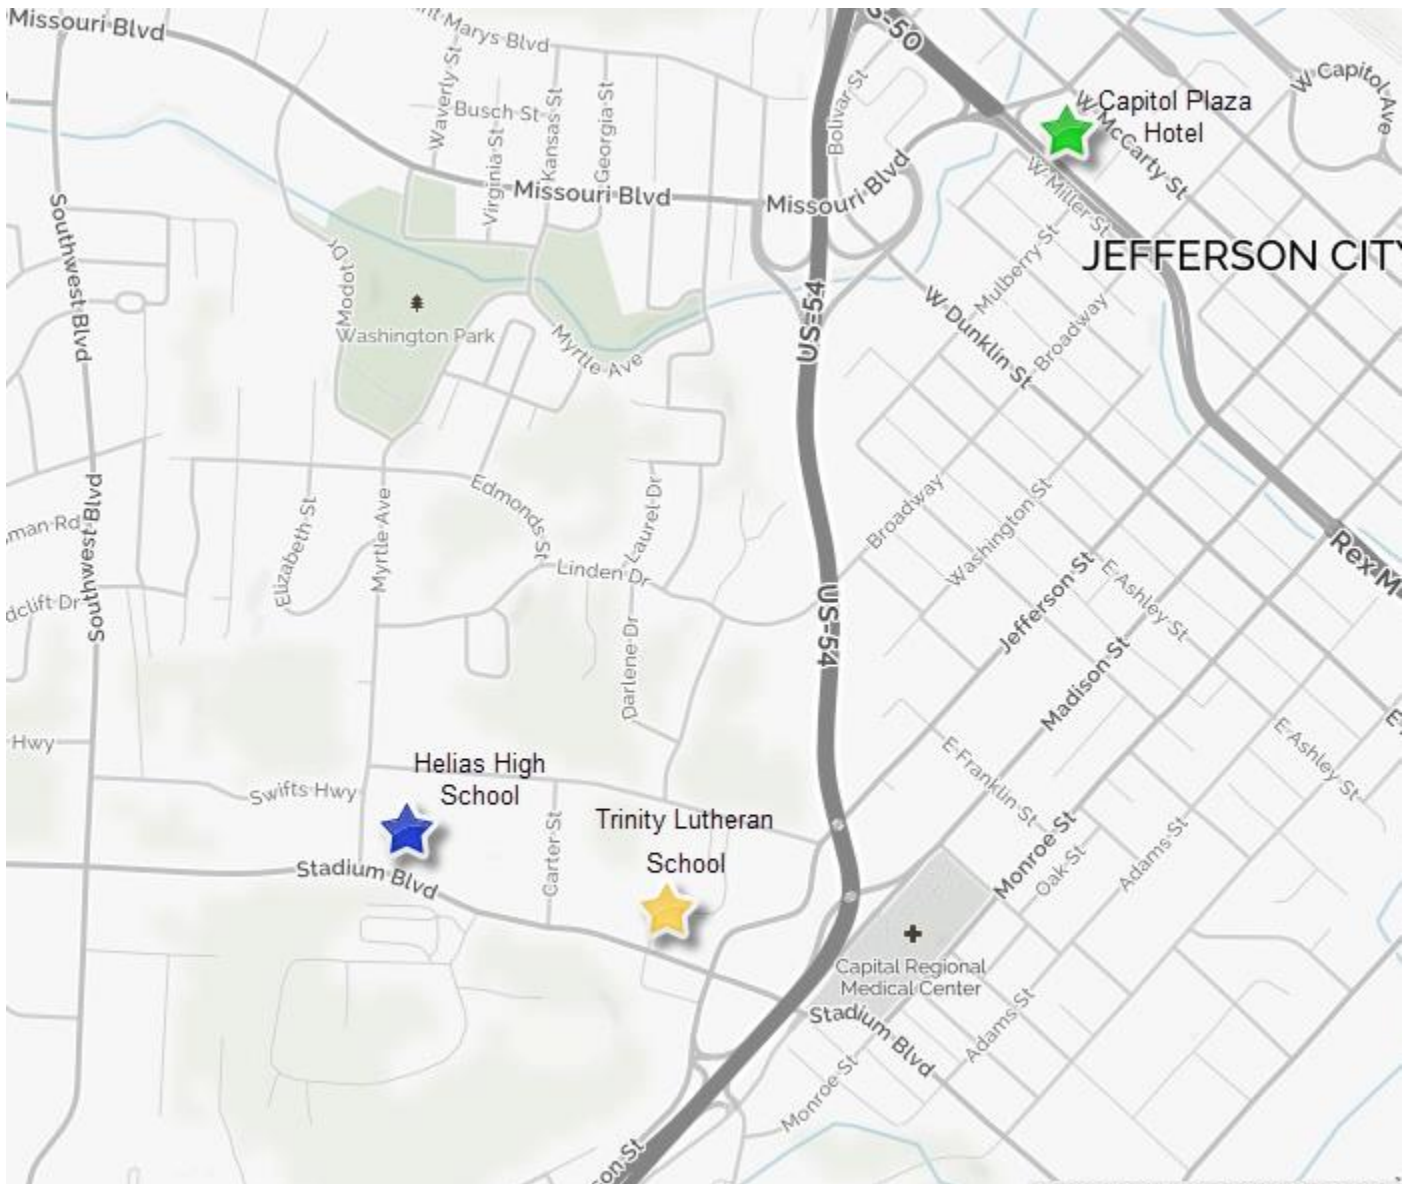 Missouri Blvd
Marys Blvd
US-50
Waverly St
Busch St
Virginia St
Kansas St
Georgia St
Bolivar St
Capitol Plaza
Hotel
W Capitol Ave
W McCarty St
W Miller St
Missouri Blvd
Missouri Blvd
Southwest Blvd
Modot Dr
Washington Park
Myrtle Ave
US-54
Mulberry St
JEFFERSON CITY
W Dunklin St
Broadway
Southwest Blvd
Elizabeth St
Myrtle Ave
Edmonds St
Laurel Dr
Linden Dr
Darlene Dr
US-54
Broadway
Washington St
Jefferson St
E Ashley St
Madison St
Rex M
man Rd
dclift Dr
Hwy
Swifts Hwy
Helias High
School
Stadium Blvd
Carter St
Trinity Lutheran
School
E Franklin St
Monroe St
Oak St
Adams St
E Ashley St
Capital Regional
Medical Center
Stadium Blvd
Adams St
Monroe St
son St